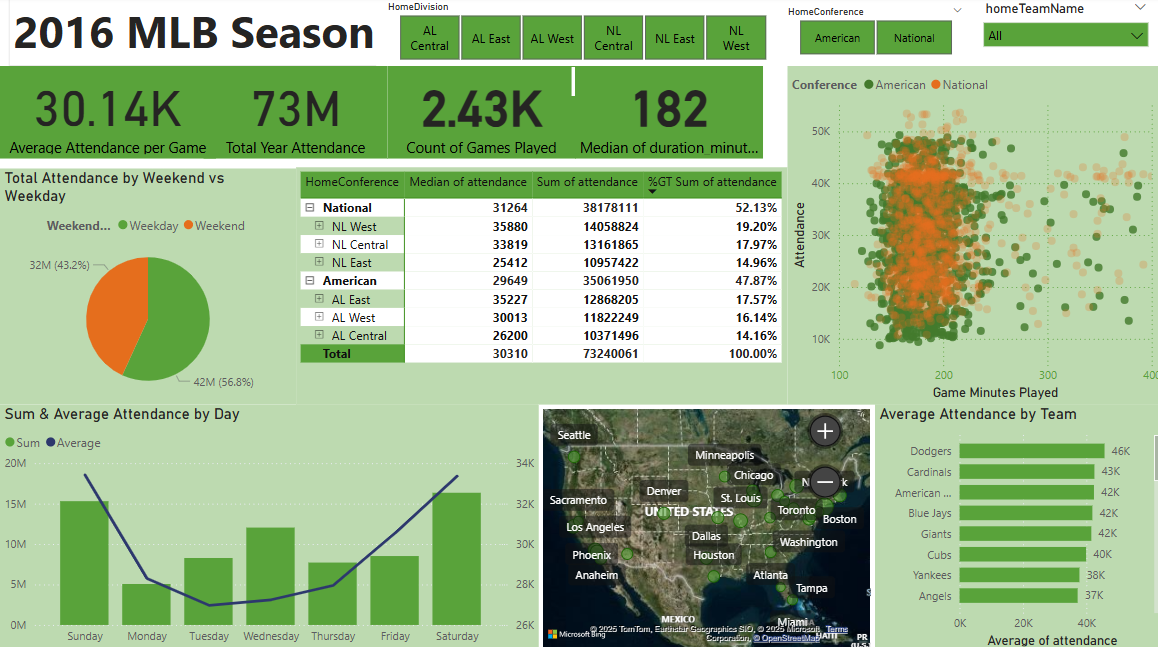 2016 MLB Season
HomeDivision
AL Central
AL East
AL West
NL Central
NL East
NL West
HomeConference
American
National
homeTeamName
All
30.14K
Average Attendance per Game
73M
Total Year Attendance
2.43K
Count of Games Played
182
Median of duration_minut...
Total Attendance by Weekend vs
Weekday
Weekend... Weekday Weekend
32M (43.2%)
42M (56.8%)
HomeConference Median of attendance Sum of attendance %GT Sum of attendance
National 31264 38178111 52.13%
NL West 35880 14058824 19.20%
NL Central 33819 13161865 17.97%
NL East 25412 10957422 14.96%
American 29649 35061950 47.87%
AL East 35227 12868205 17.57%
AL West 30013 11822249 16.14%
AL Central 26200 10371496 14.16%
Total 30310 73240061 100.00%
Conference American National
Attendance
50K
40K
30K
20K
10K
100 200 300 400
Game Minutes Played
Sum & Average Attendance by Day
Sum Average
20M
15M
10M
5M
0M
34K
32K
30K
28K
26K
Sunday Monday Tuesday Wednesday Thursday Friday Saturday
Seattle
Minneapolis
Chicago
Denver
Sacramento
St. Louis
UNITED STATES
Toronto
Boston
Los Angeles
Dallas
Washington
Phoenix
Houston
Anaheim
Atlanta
Tampa
MEXICO
Miami
HAITI
PR
(U.S.)
Microsoft Bing
© 2025 TomTom, Earthstar Geographics SIO, © 2025 Microsoft Corporation, © OpenStreetMap Terms
Average Attendance by Team
Dodgers 46K
Cardinals 43K
American ... 42K
Blue Jays 42K
Giants 42K
Cubs 40K
Yankees 38K
Angels 37K
0K 20K 40K
Average of attendance